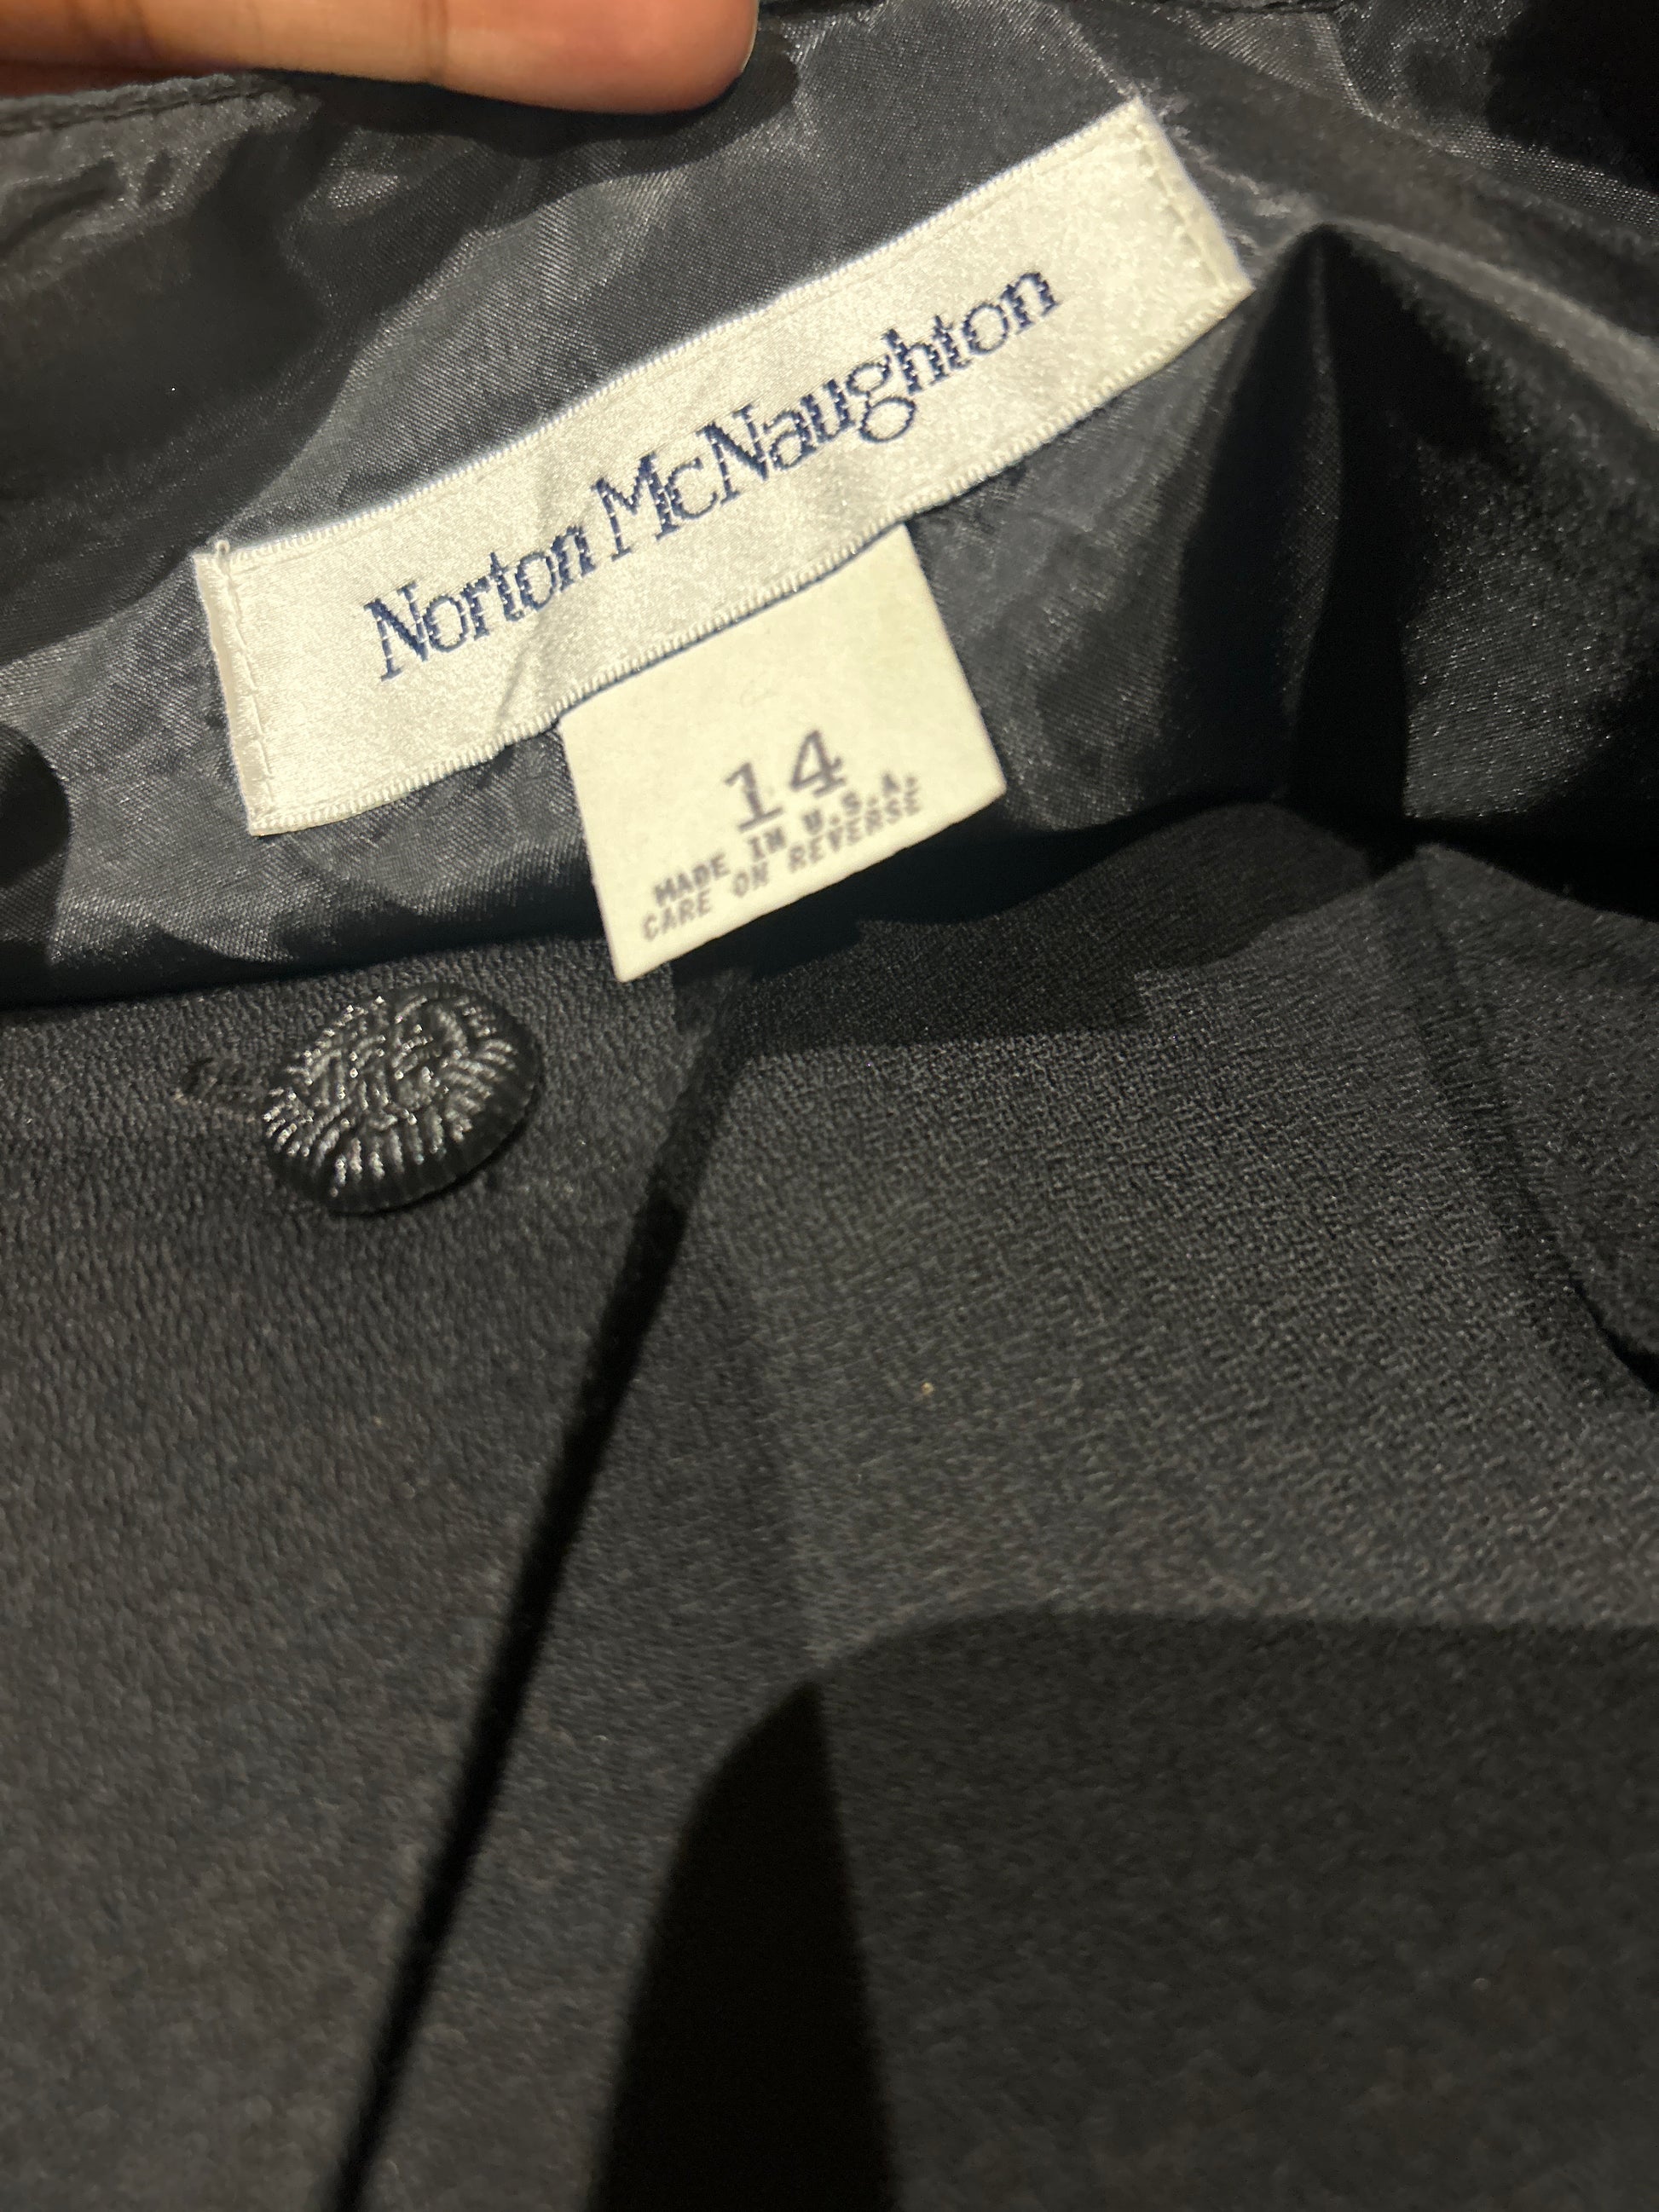 Norton McNaughton
14
MADE IN U.S.A.
CARE ON REVERSE